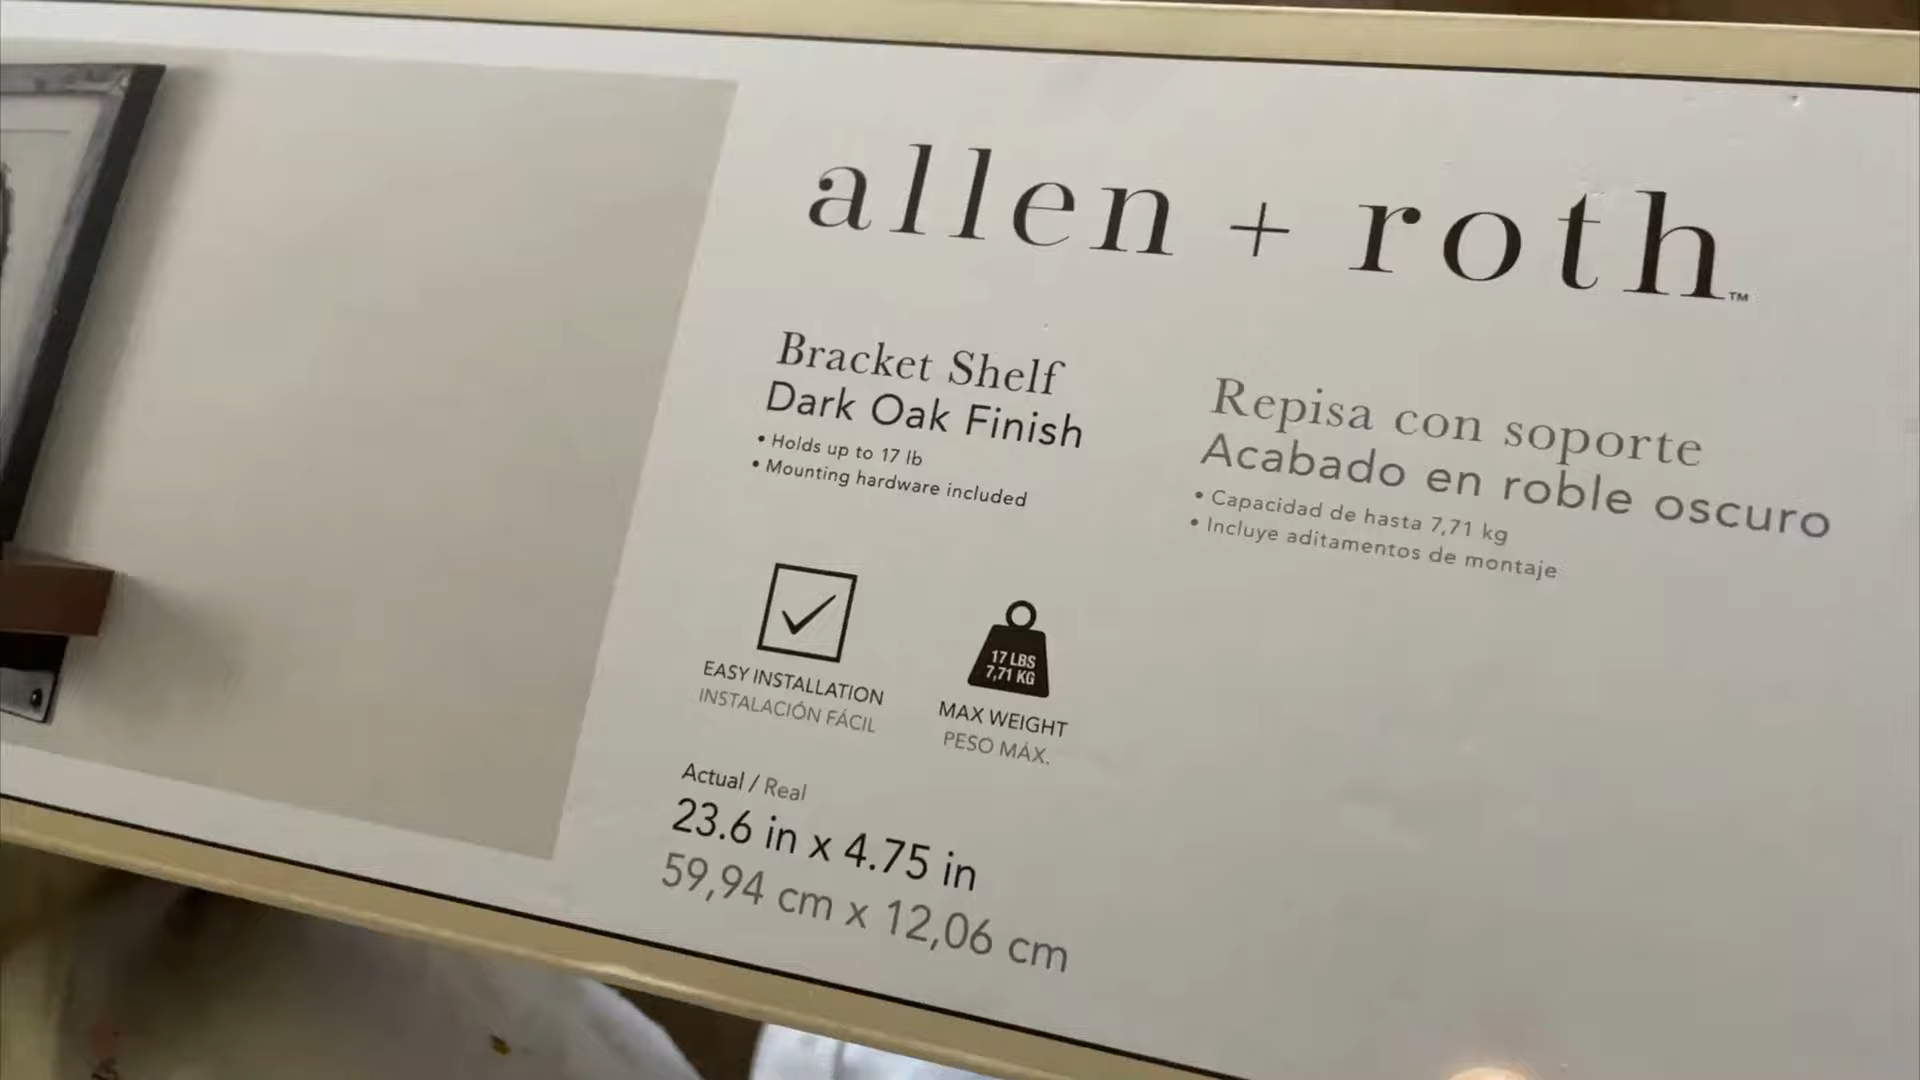 allen + roth™
Bracket Shelf
Dark Oak Finish
• Holds up to 17 lb
• Mounting hardware included
Repisa con soporte
Acabado en roble oscuro
• Capacidad de hasta 7,71 kg
• Incluye aditamentos de montaje
EASY INSTALLATION
INSTALACIÓN FÁCIL
17 LBS
7,71 KG
MAX WEIGHT
PESO MÁX.
Actual / Real
23.6 in x 4.75 in
59,94 cm x 12,06 cm